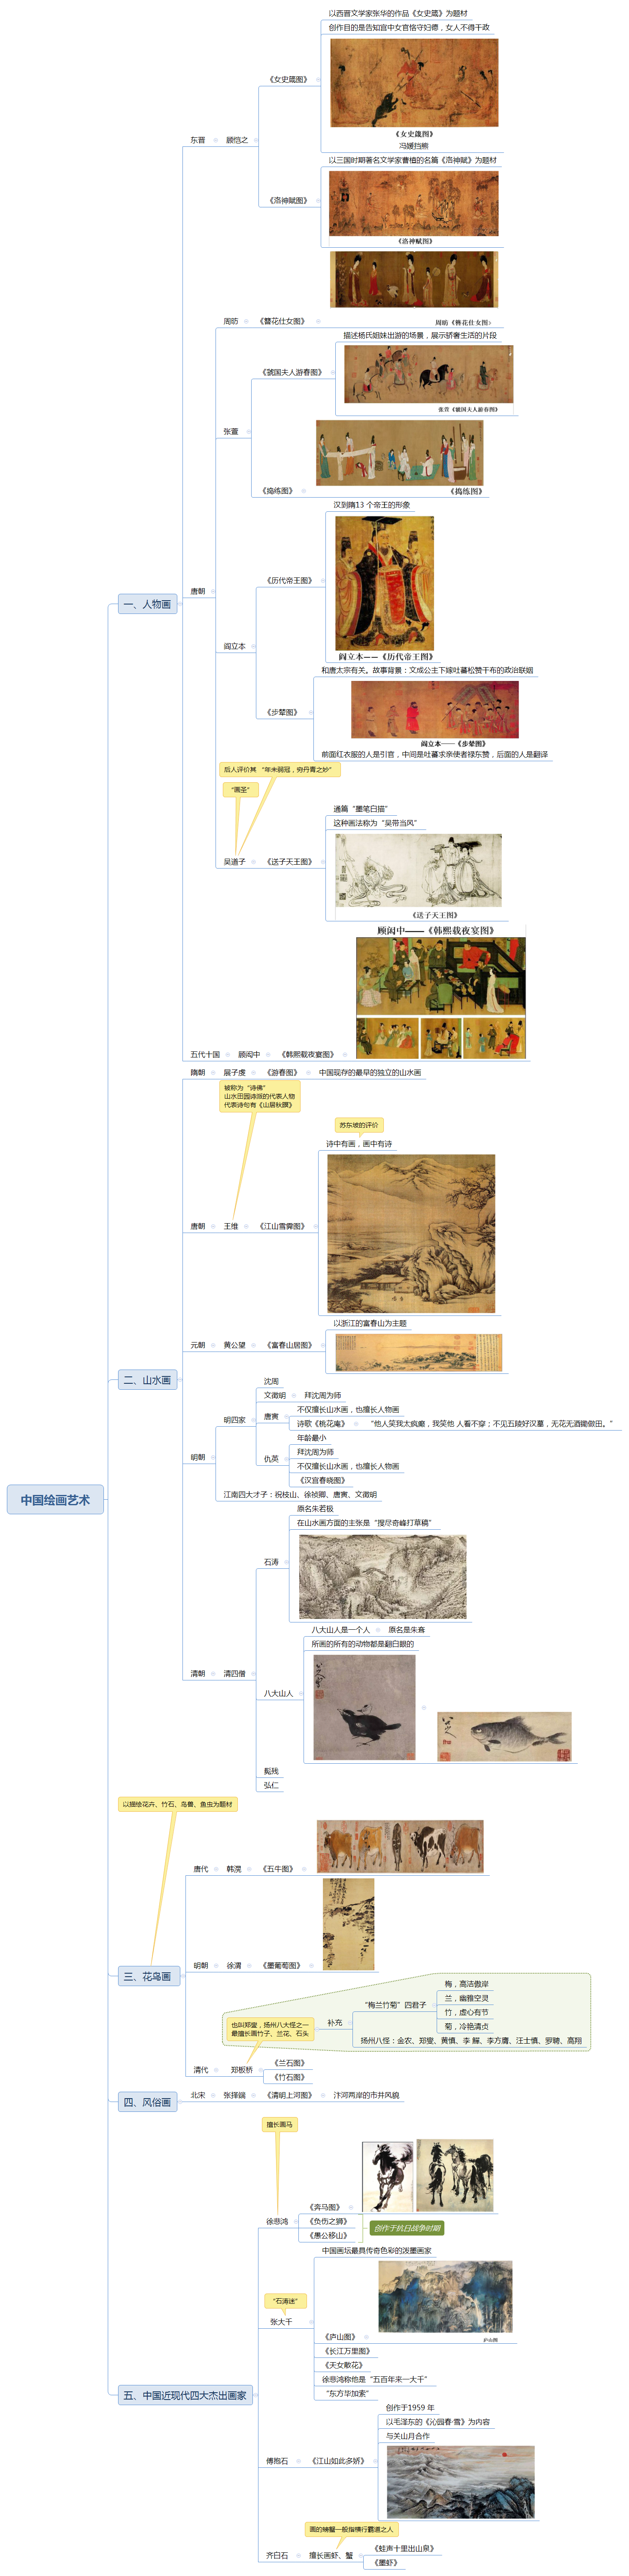 中国绘画艺术
一、人物画
东晋
顾恺之
《女史箴图》
以西晋文学家张华的作品《女史箴》为题材
创作目的是告知宫中女官恪守妇德，女人不得干政
《女史箴图》
冯媛挡熊
《洛神赋图》
以三国时期著名文学家曹植的名篇《洛神赋》为题材
《洛神赋图》
唐朝
周昉
《簪花仕女图》
周昉《簪花仕女图》
张萱
《虢国夫人游春图》
描述杨氏姐妹出游的场景，展示骄奢生活的片段
张萱《虢国夫人游春图》
《捣练图》
《捣练图》
阎立本
《历代帝王图》
汉到隋13 个帝王的形象
阎立本——《历代帝王图》
《步辇图》
和唐太宗有关。故事背景：文成公主下嫁吐蕃松赞干布的政治联姻
阎立本——《步辇图》
前面红衣服的人是引官，中间是吐蕃求亲使者禄东赞，后面的人是翻译
后人评价其 “年未弱冠，穷丹青之妙”
“画圣”
吴道子
《送子天王图》
通篇“墨笔白描”
这种画法称为“吴带当风”
《送子天王图》
五代十国
顾闳中
《韩熙载夜宴图》
顾闳中——《韩熙载夜宴图》
二、山水画
隋朝
展子虔
《游春图》
中国现存的最早的独立的山水画
被称为“诗佛”
山水田园诗派的代表人物
代表诗句有《山居秋暝》
唐朝
王维
《江山雪霁图》
苏东坡的评价
诗中有画，画中有诗
元朝
黄公望
《富春山居图》
以浙江的富春山为主题
明朝
明四家
沈周
文徵明
拜沈周为师
唐寅
不仅擅长山水画，也擅长人物画
诗歌《桃花庵》
“他人笑我太疯癫，我笑他 人看不穿；不见五陵好汉墓，无花无酒锄做田。”
仇英
年龄最小
拜沈周为师
不仅擅长山水画，也擅长人物画
《汉宫春晓图》
江南四大才子：祝枝山、徐祯卿、唐寅、文徵明
清朝
清四僧
石涛
原名朱若极
在山水画方面的主张是“搜尽奇峰打草稿”
八大山人
八大山人是一个人
原名是朱耷
所画的所有的动物都是翻白眼的
髡残
弘仁
三、花鸟画
以描绘花卉、竹石、鸟兽、鱼虫为题材
唐代
韩滉
《五牛图》
明朝
徐渭
《墨葡萄图》
清代
郑板桥
也叫郑燮，扬州八大怪之一
最擅长画竹子、兰花、石头
补充
“梅兰竹菊”四君子
梅，高洁傲岸
兰，幽雅空灵
竹，虚心有节
菊，冷艳清贞
扬州八怪：金农、郑燮、黄慎、李 鱓、李方膺、汪士慎、罗聘、高翔
《兰石图》
《竹石图》
四、风俗画
北宋
张择端
《清明上河图》
汴河两岸的市井风貌
五、中国近现代四大杰出画家
擅长画马
徐悲鸿
《奔马图》
《负伤之狮》
《愚公移山》
创作于抗日战争时期
“石涛迷”
张大千
中国画坛最具传奇色彩的泼墨画家
《庐山图》
庐山图
《长江万里图》
《天女散花》
徐悲鸿称他是“五百年来一大千”
“东方毕加索”
傅抱石
《江山如此多娇》
创作于1959 年
以毛泽东的《沁园春·雪》为内容
与关山月合作
画的螃蟹一般指横行霸道之人
齐白石
擅长画虾、蟹
《蛙声十里出山泉》
《墨虾》